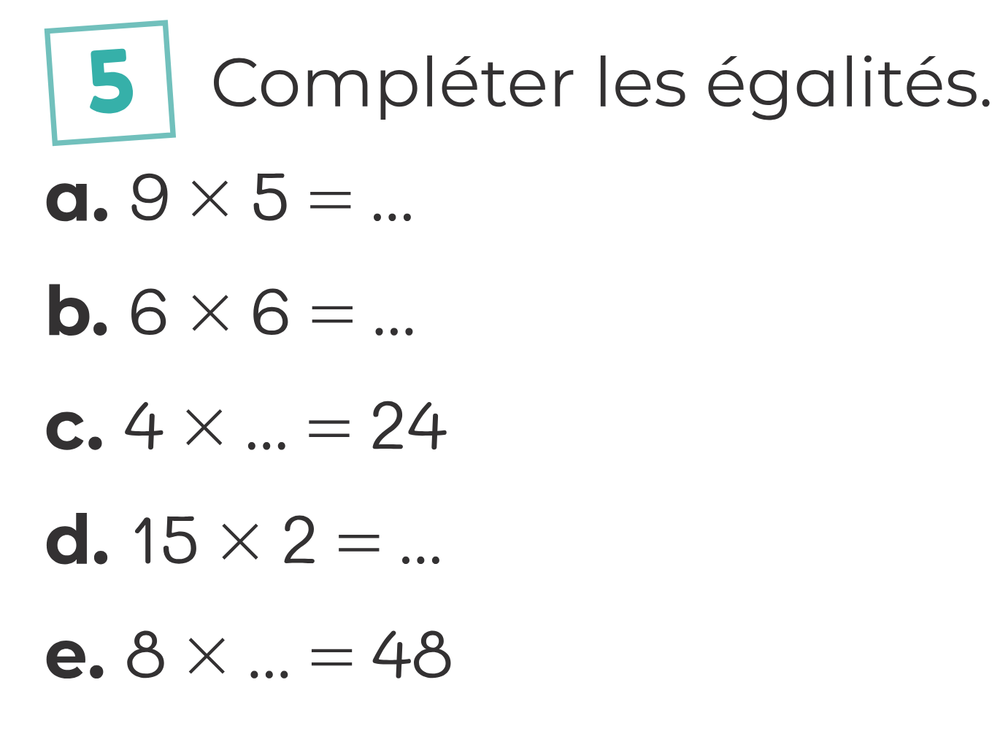 5 Compléter les égalités.
a. 9 × 5 = ...
b. 6 × 6 = ...
c. 4 × ... = 24
d. 15 × 2 = ...
e. 8 × ... = 48